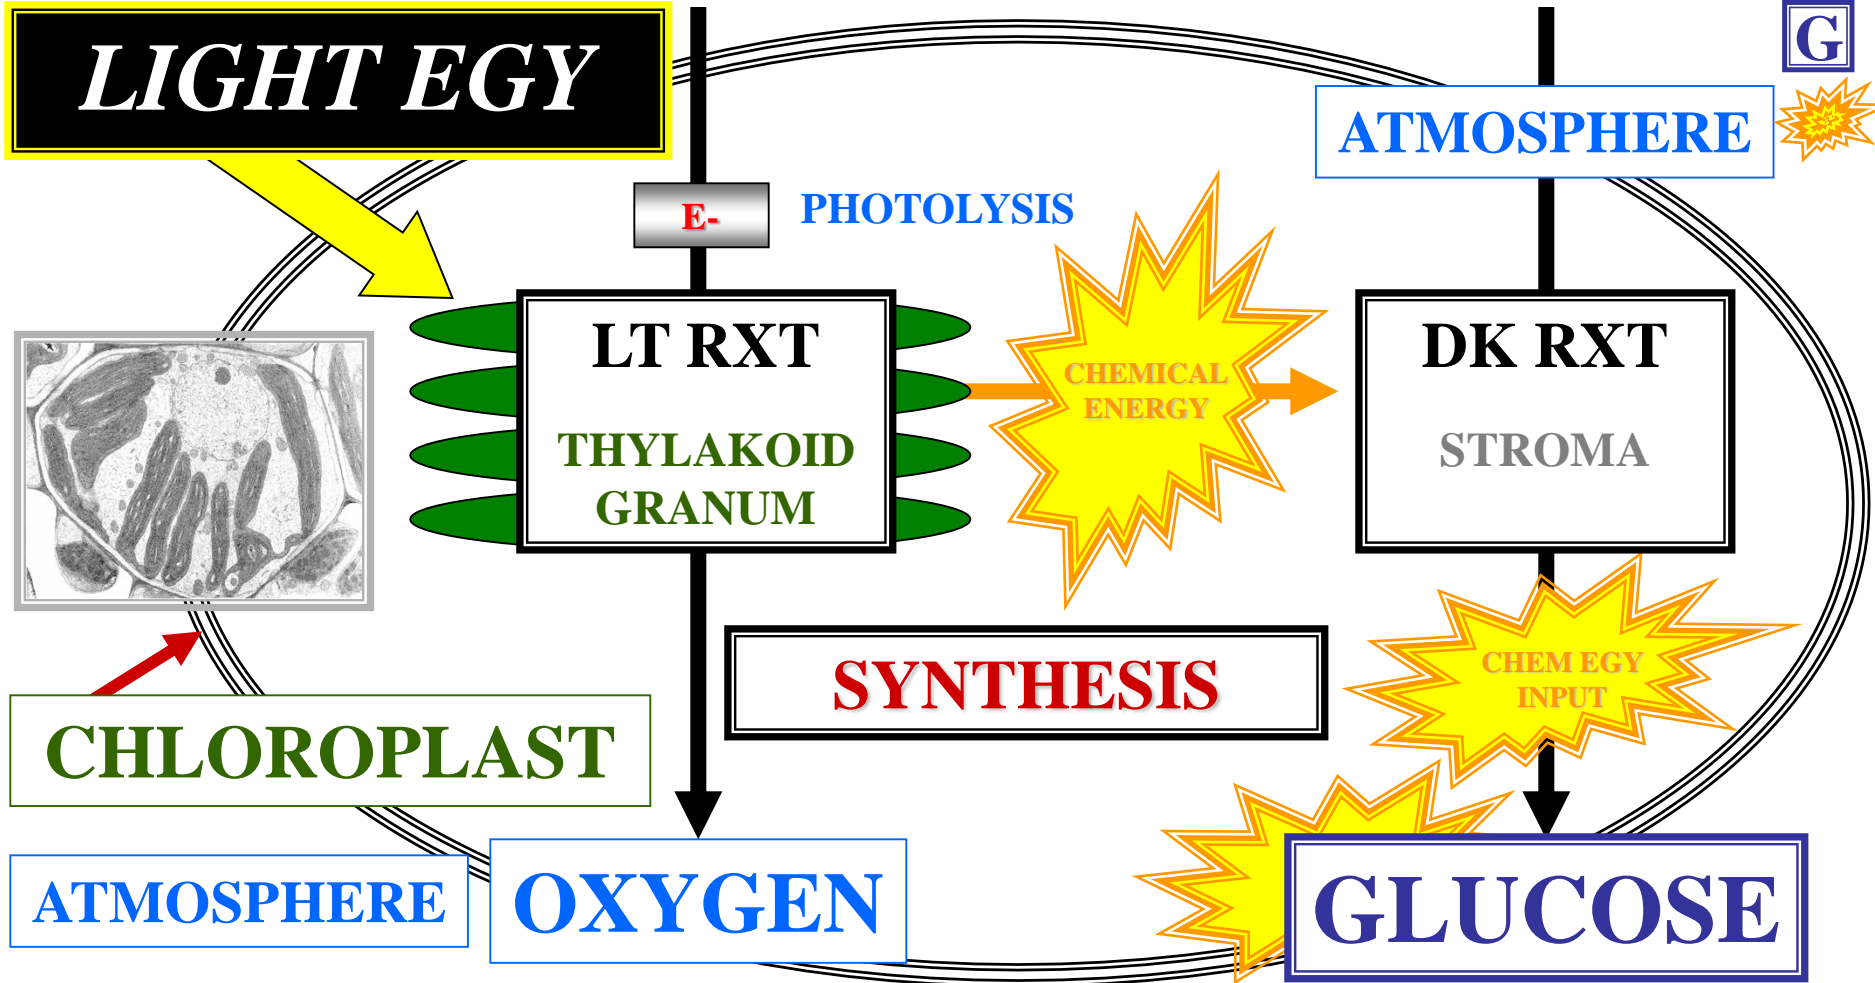 LIGHT EGY
G
ATMOSPHERE
E-
PHOTOLYSIS
LT RXT
THYLAKOID
GRANUM
CHEMICAL
ENERGY
DK RXT
STROMA
SYNTHESIS
CHEM EGY
INPUT
CHLOROPLAST
ATMOSPHERE
OXYGEN
GLUCOSE